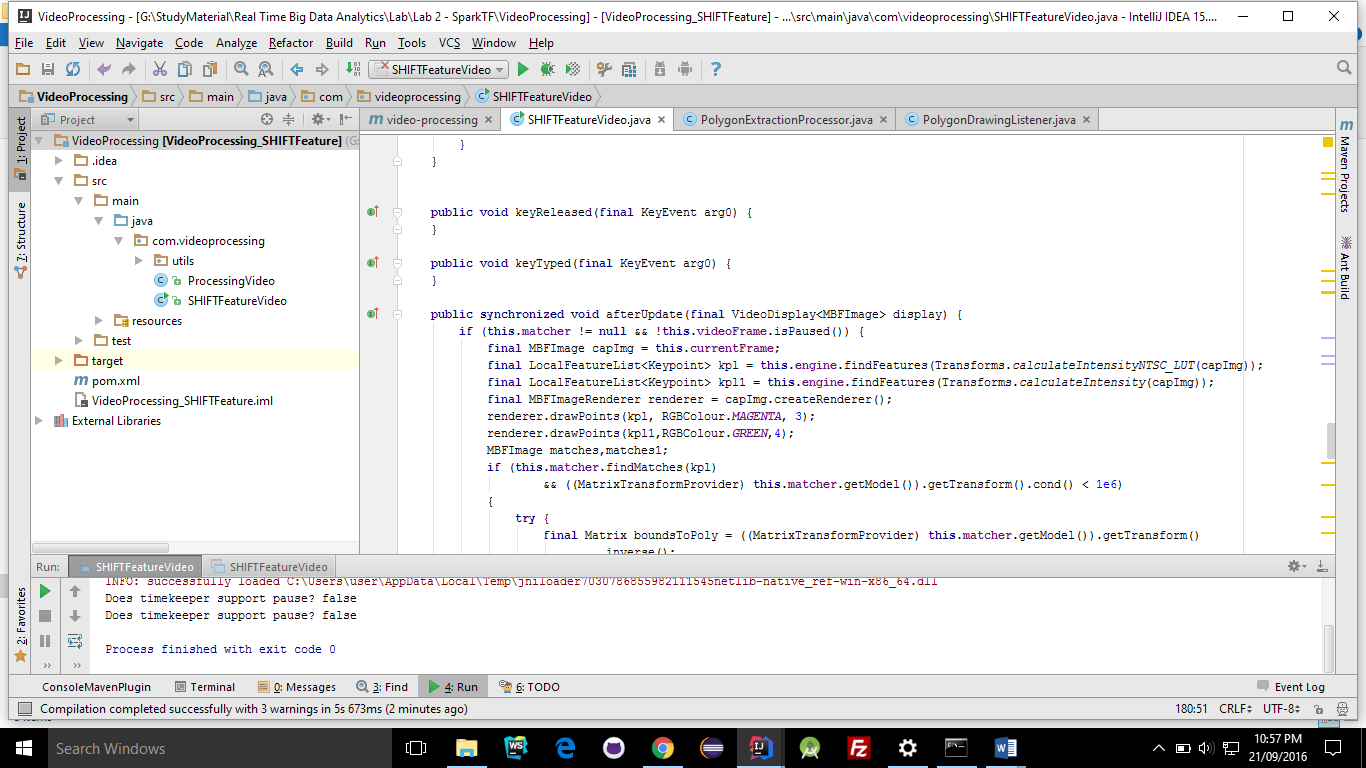 VideoProcessing - [G:\StudyMaterial\Real Time Big Data Analytics\Lab\Lab 2 - SparkTF\VideoProcessing] - [VideoProcessing_SHIFTFeature] - ...\src\main\java\com\videoprocessing\SHIFTFeatureVideo.java - IntelliJ IDEA 15....
File Edit View Navigate Code Analyze Refactor Build Run Tools VCS Window Help
SHIFTFeatureVideo
VideoProcessing src main java com videoprocessing SHIFTFeatureVideo
Project
video-processing SHIFTFeatureVideo.java PolygonExtractionProcessor.java PolygonDrawingListener.java
1: Project
7: Structure
2: Favorites
VideoProcessing [VideoProcessing_SHIFTFeature] (G:
.idea
src
main
java
com.videoprocessing
utils
ProcessingVideo
SHIFTFeatureVideo
resources
test
target
pom.xml
VideoProcessing_SHIFTFeature.iml
External Libraries
}
}
public void keyReleased(final KeyEvent arg0) {
}
public void keyTyped(final KeyEvent arg0) {
}
public synchronized void afterUpdate(final VideoDisplay<MBFImage> display) {
if (this.matcher != null && !this.videoFrame.isPaused()) {
final MBFImage capImg = this.currentFrame;
final LocalFeatureList<Keypoint> kpl = this.engine.findFeatures(Transforms.calculateIntensityNTSC_LUT(capImg));
final LocalFeatureList<Keypoint> kpl1 = this.engine.findFeatures(Transforms.calculateIntensity(capImg));
final MBFImageRenderer renderer = capImg.createRenderer();
renderer.drawPoints(kpl, RGBColour.MAGENTA, 3);
renderer.drawPoints(kpl1,RGBColour.GREEN,4);
MBFImage matches,matches1;
if (this.matcher.findMatches(kpl)
&& ((MatrixTransformProvider) this.matcher.getModel()).getTransform().cond() < 1e6)
{
try {
final Matrix boundsToPoly = ((MatrixTransformProvider) this.matcher.getModel()).getTransform()
.inverse();
Maven Projects
Ant Build
Run: SHIFTFeatureVideo SHIFTFeatureVideo
INFO: successfully loaded C:\Users\user\AppData\Local\Temp\jniloader7030786855982111545netlib-native_ref-win-x86_64.dll
Does timekeeper support pause? false
Does timekeeper support pause? false
Process finished with exit code 0
ConsoleMavenPlugin Terminal 0: Messages 3: Find 4: Run 6: TODO Event Log
Compilation completed successfully with 3 warnings in 5s 673ms (2 minutes ago) 180:51 CRLF UTF-8
Search Windows
10:57 PM
21/09/2016